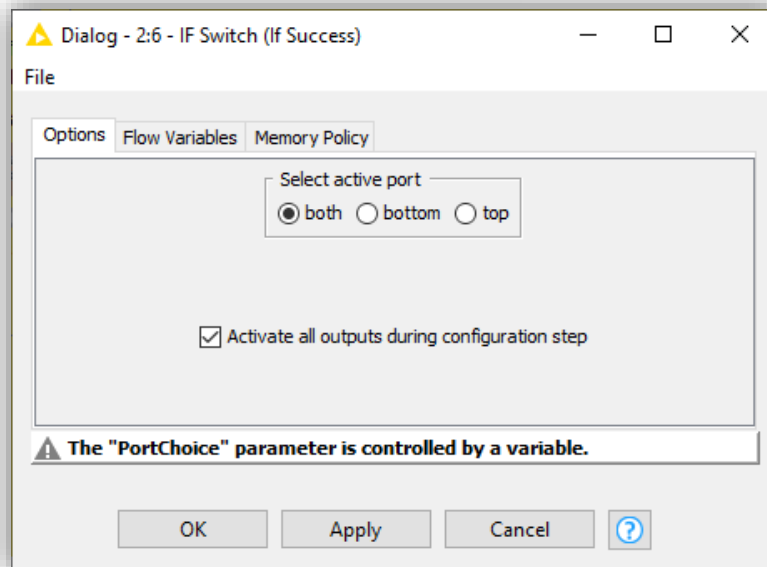 Dialog - 2:6 - IF Switch (If Success)
File
Options Flow Variables Memory Policy
Select active port
both bottom top
Activate all outputs during configuration step
The "PortChoice" parameter is controlled by a variable.
OK Apply Cancel ?